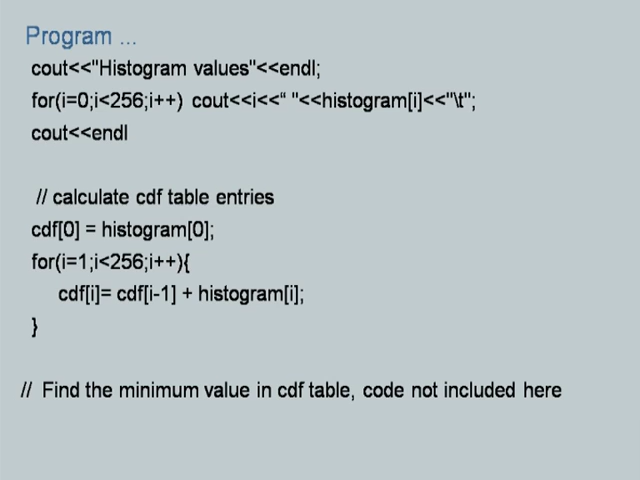 Program ...
cout<<"Histogram values"<<endl;
for(i=0;i<256;i++) cout<<i<<“ "<<histogram[i]<<"\t";
cout<<endl
// calculate cdf table entries
cdf[0] = histogram[0];
for(i=1;i<256;i++){
cdf[i]= cdf[i-1] + histogram[i];
}
// Find the minimum value in cdf table, code not included here